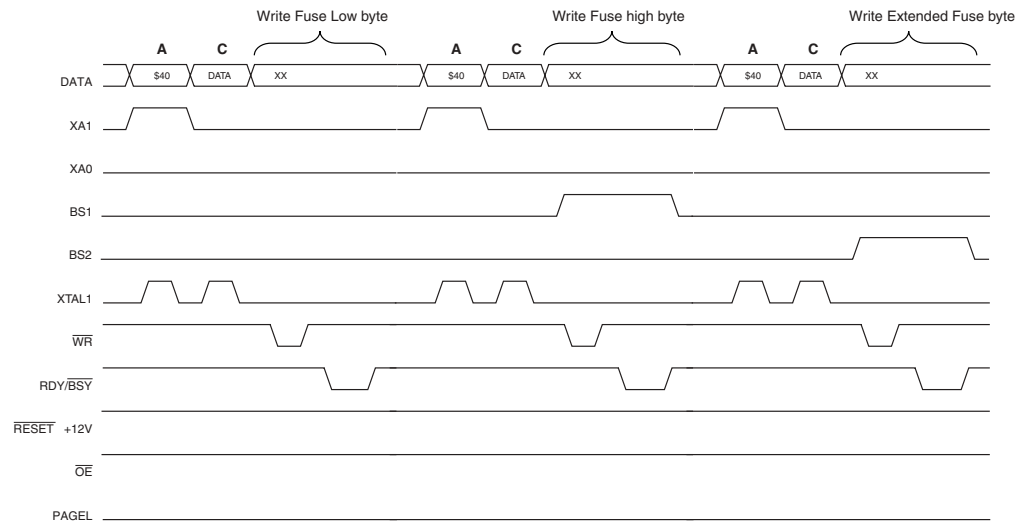 Write Fuse Low byte Write Fuse high byte Write Extended Fuse byte
A C A C A C
DATA $40 DATA XX $40 DATA XX $40 DATA XX
XA1
XA0
BS1
BS2
XTAL1
WR
RDY/BSY
RESET +12V
OE
PAGEL